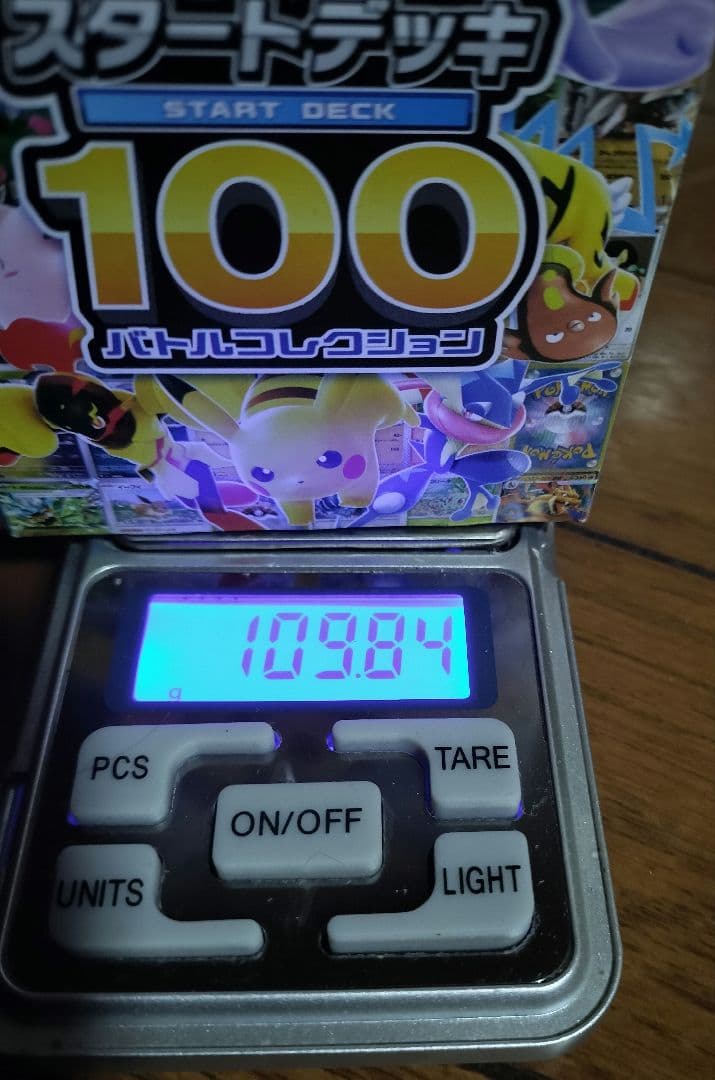 スタートデッキ
START DECK
100
バトルコレクション
POKÉMON
109.84
g
PCS
TARE
ON/OFF
UNITS
LIGHT